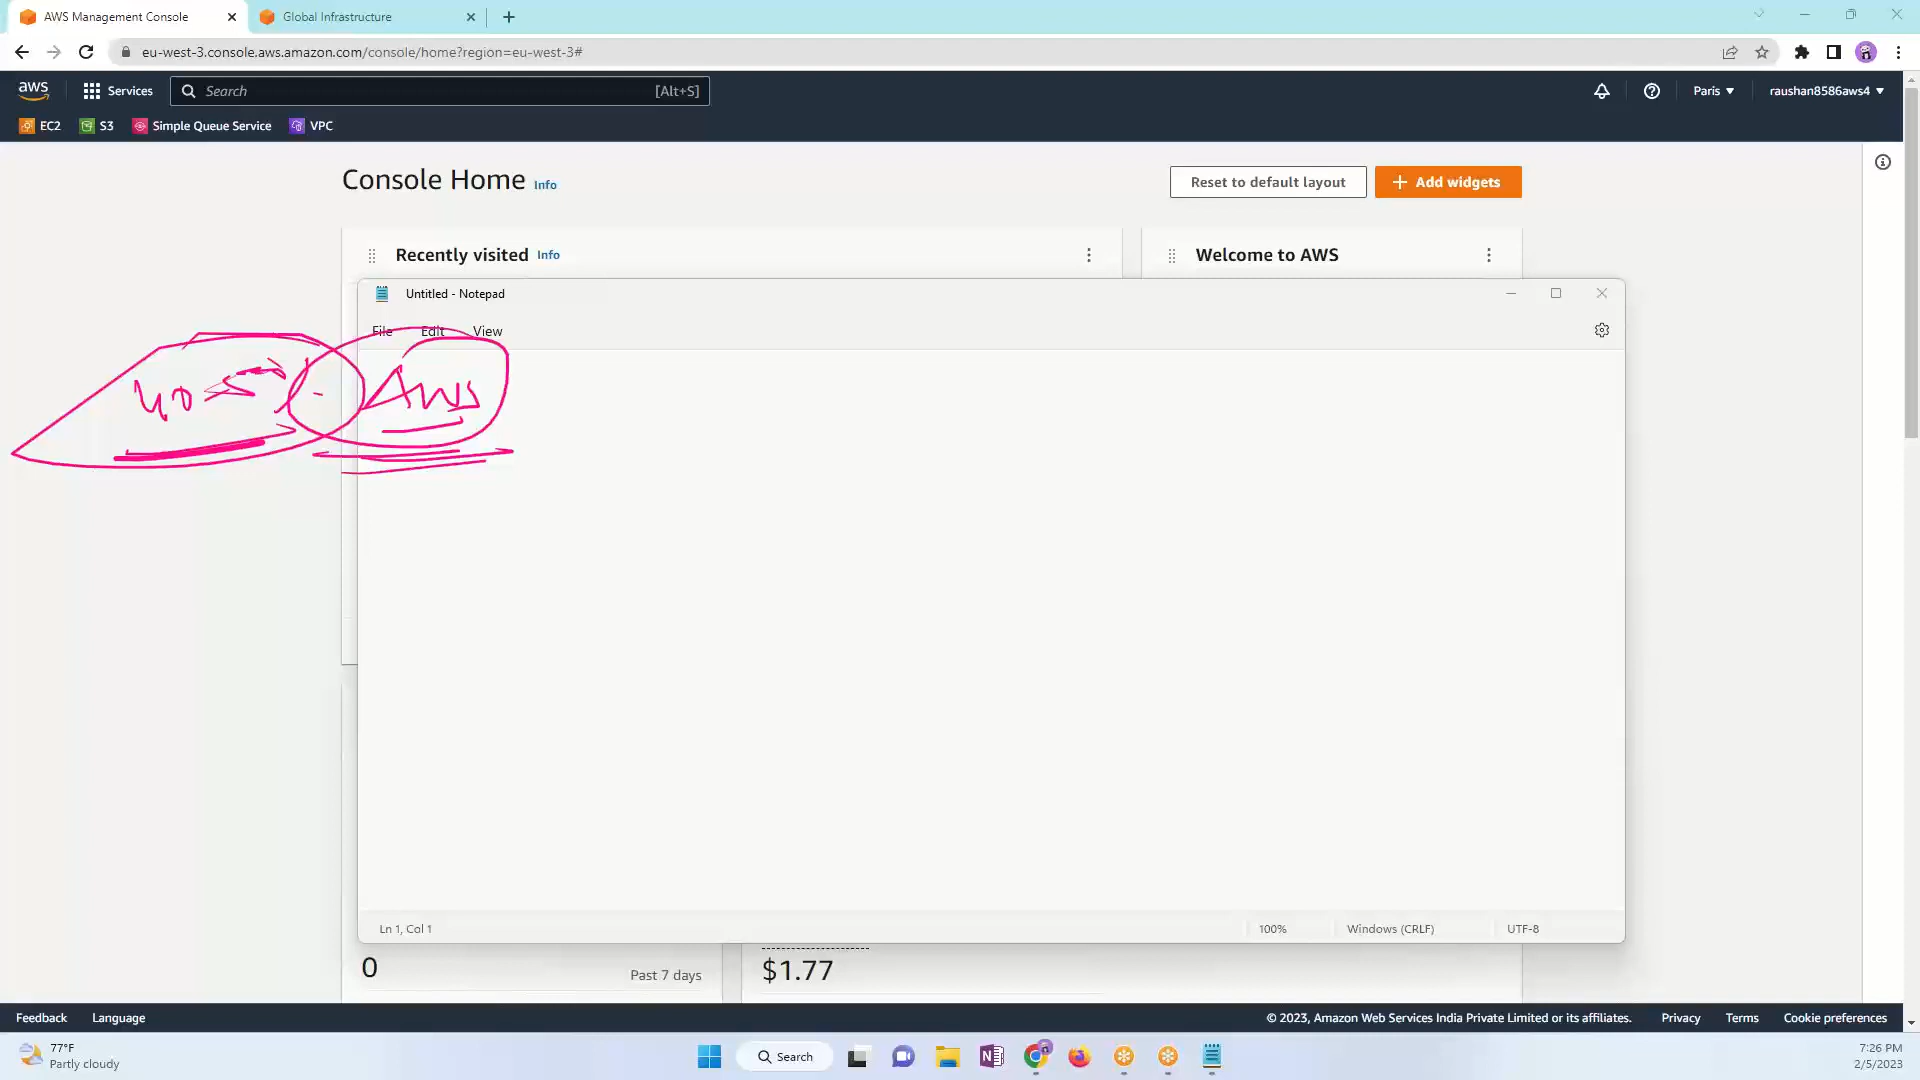 AWS Management Console
Global Infrastructure
eu-west-3.console.aws.amazon.com/console/home?region=eu-west-3#
aws
Services
Search
[Alt+S]
Paris
raushan8586aws4
EC2
S3
Simple Queue Service
VPC
Console Home Info
Reset to default layout
Add widgets
Recently visited Info
Welcome to AWS
Untitled - Notepad
File
Edit
View
AWS
Ln 1, Col 1
100%
Windows (CRLF)
UTF-8
0
Past 7 days
$1.77
Feedback
Language
© 2023, Amazon Web Services India Private Limited or its affiliates.
Privacy
Terms
Cookie preferences
77°F
Partly cloudy
Search
7:26 PM
2/5/2023